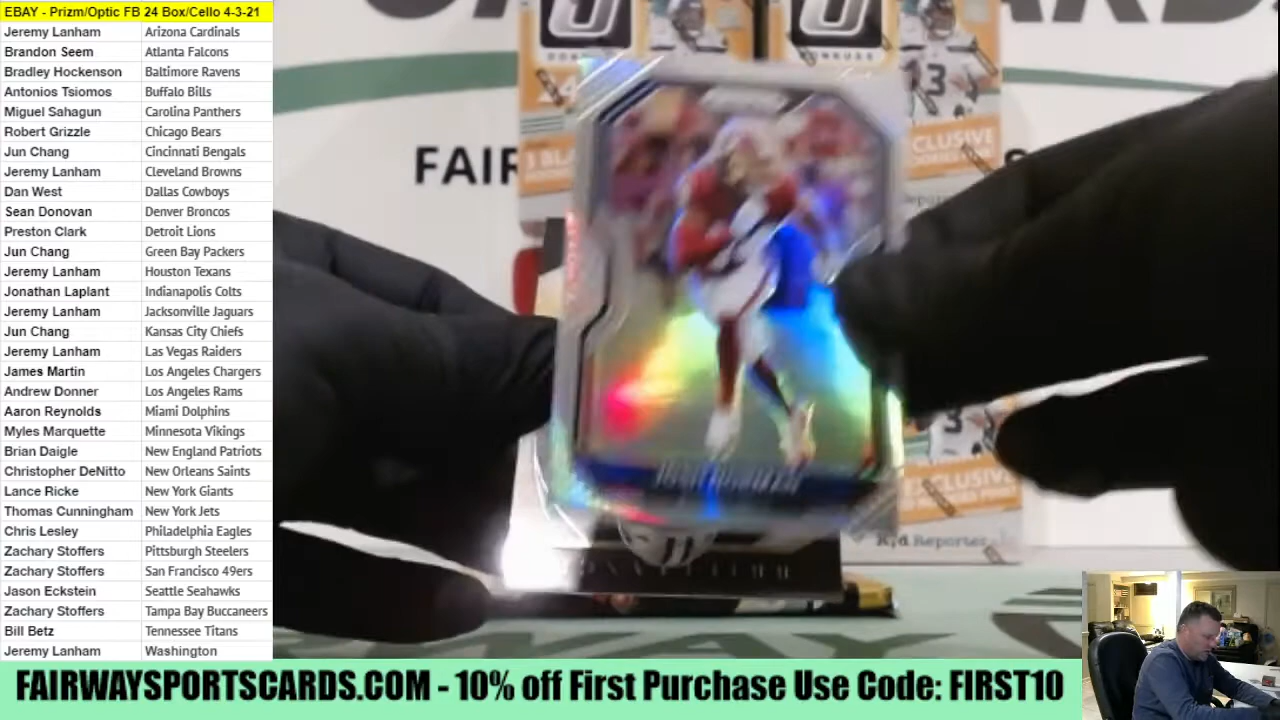 EBAY - Prizm/Optic FB 24 Box/Cello 4-3-21
Jeremy Lanham Arizona Cardinals
Brandon Seem Atlanta Falcons
Bradley Hockenson Baltimore Ravens
Antonios Tsiomos Buffalo Bills
Miguel Sahagun Carolina Panthers
Robert Grizzle Chicago Bears
Jun Chang Cincinnati Bengals
Jeremy Lanham Cleveland Browns
Dan West Dallas Cowboys
Sean Donovan Denver Broncos
Preston Clark Detroit Lions
Jun Chang Green Bay Packers
Jeremy Lanham Houston Texans
Jonathan Laplant Indianapolis Colts
Jeremy Lanham Jacksonville Jaguars
Jun Chang Kansas City Chiefs
Jeremy Lanham Las Vegas Raiders
James Martin Los Angeles Chargers
Andrew Donner Los Angeles Rams
Aaron Reynolds Miami Dolphins
Myles Marquette Minnesota Vikings
Brian Daigle New England Patriots
Christopher DeNitto New Orleans Saints
Lance Ricke New York Giants
Thomas Cunningham New York Jets
Chris Lesley Philadelphia Eagles
Zachary Stoffers Pittsburgh Steelers
Zachary Stoffers San Francisco 49ers
Jason Eckstein Seattle Seahawks
Zachary Stoffers Tampa Bay Buccaneers
Bill Betz Tennessee Titans
Jeremy Lanham Washington
FAIR
CLUSIVE
EXCLUSIVE
FAIRWAYSPORTSCARDS.COM - 10% off First Purchase Use Code: FIRST10